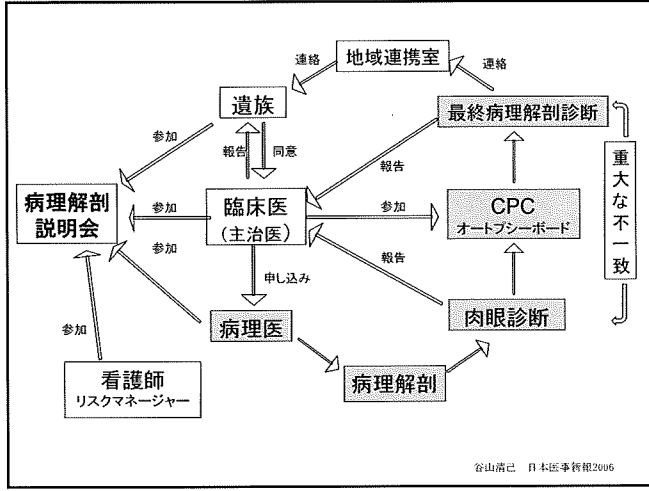 連絡
地域連携室
連絡
遺族
最終病理解剖診断
参加
報告
同意
報告
重大な不一致
病理解剖
説明会
参加
臨床医
(主治医)
参加
CPC
オートプシーボード
参加
申し込み
報告
病理医
肉眼診断
参加
看護師
リスクマネージャー
病理解剖
谷山清己 日本医事新報2006